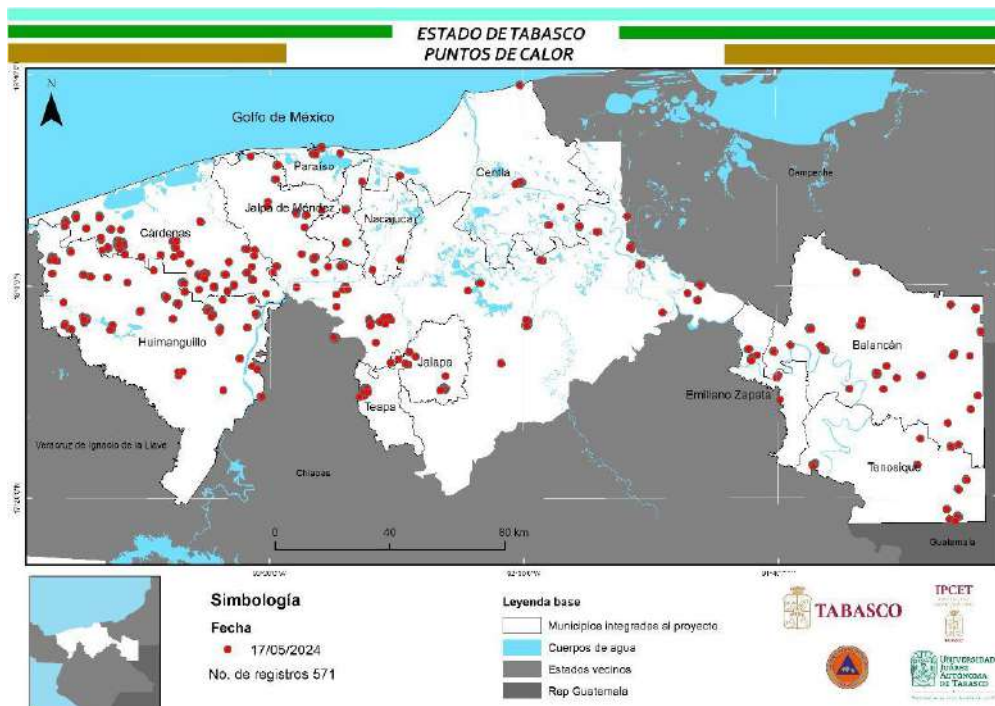 ESTADO DE TABASCO
PUNTOS DE CALOR
N
Golfo de México
Paraíso
Centla
Campeche
Jalpa de Méndez
Nacajuca
Cárdenas
Huimanguillo
Jalapa
Balancán
Emiliano Zapata
Teapa
Veracruz de Ignacio de la Llave
Chiapas
Tenosique
0 40 80 km
Guatemala
Simbología
Fecha
17/05/2024
No. de registros 571
Leyenda base
Municipios integrados al proyecto
Cuerpos de agua
Estados vecinos
Rep Guatemala
TABASCO
IPCET
UNIVERSIDAD
JUÁREZ
AUTÓNOMA
DE TABASCO